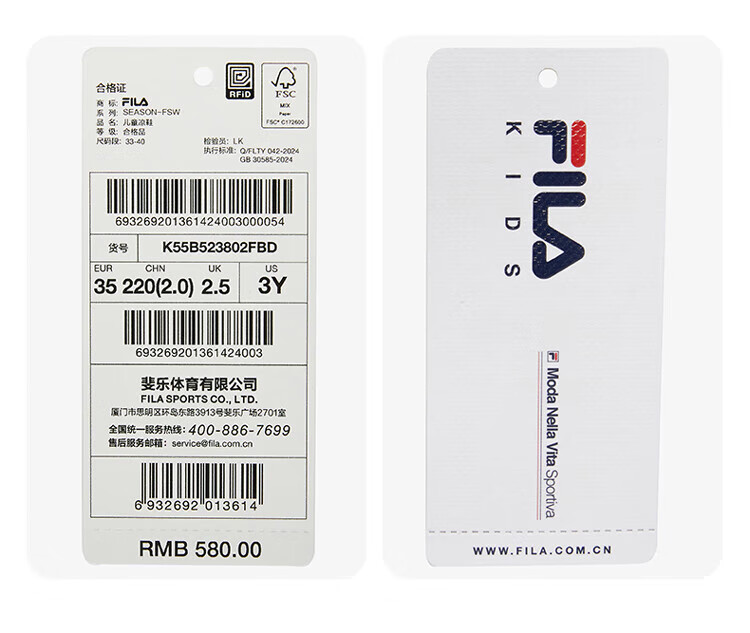 合格证
商 标: FILA
系 列: SEASON-FSW
品 名: 儿童凉鞋
等 级: 合格品
尺码段: 33-40
RFID
FSC
MIX
Paper
FSC® C172600
检验员: LK
执行标准: Q/FLTY 042-2024
GB 30585-2024
693269201361424003000054
货号 K55B523802FBD
EUR CHN UK US
35 220(2.0) 2.5 3Y
693269201361424003
斐乐体育有限公司
FILA SPORTS CO., LTD.
厦门市思明区环岛东路3913号斐乐广场2701室
全国统一服务热线: 400-886-7699
售后服务邮箱: service@fila.com.cn
6 932692 013614
RMB 580.00
FILA
KIDS
Moda Nella Vita Sportiva
WWW.FILA.COM.CN